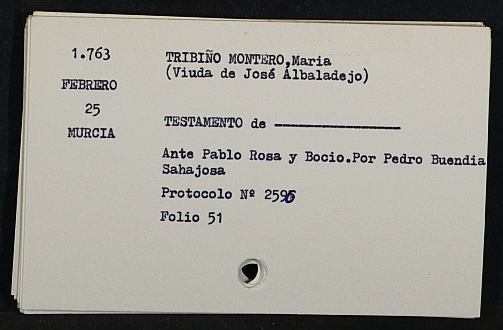 1.763
FEBRERO
25
MURCIA
TRIBIÑO MONTERO,Maria
(Viuda de José Albaladejo)
TESTAMENTO de ------------------
Ante Pablo Rosa y Bocio.Por Pedro Buendia
Sahajosa
Protocolo Nº 2596
Folio 51